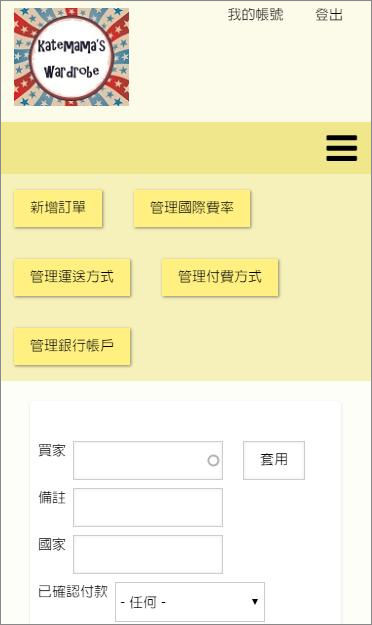 KateMama's
Wardrobe
我的帳號 登出
新增訂單 管理國際費率
管理運送方式 管理付費方式
管理銀行帳戶
買家 套用
備註
國家
已確認付款 - 任何 -